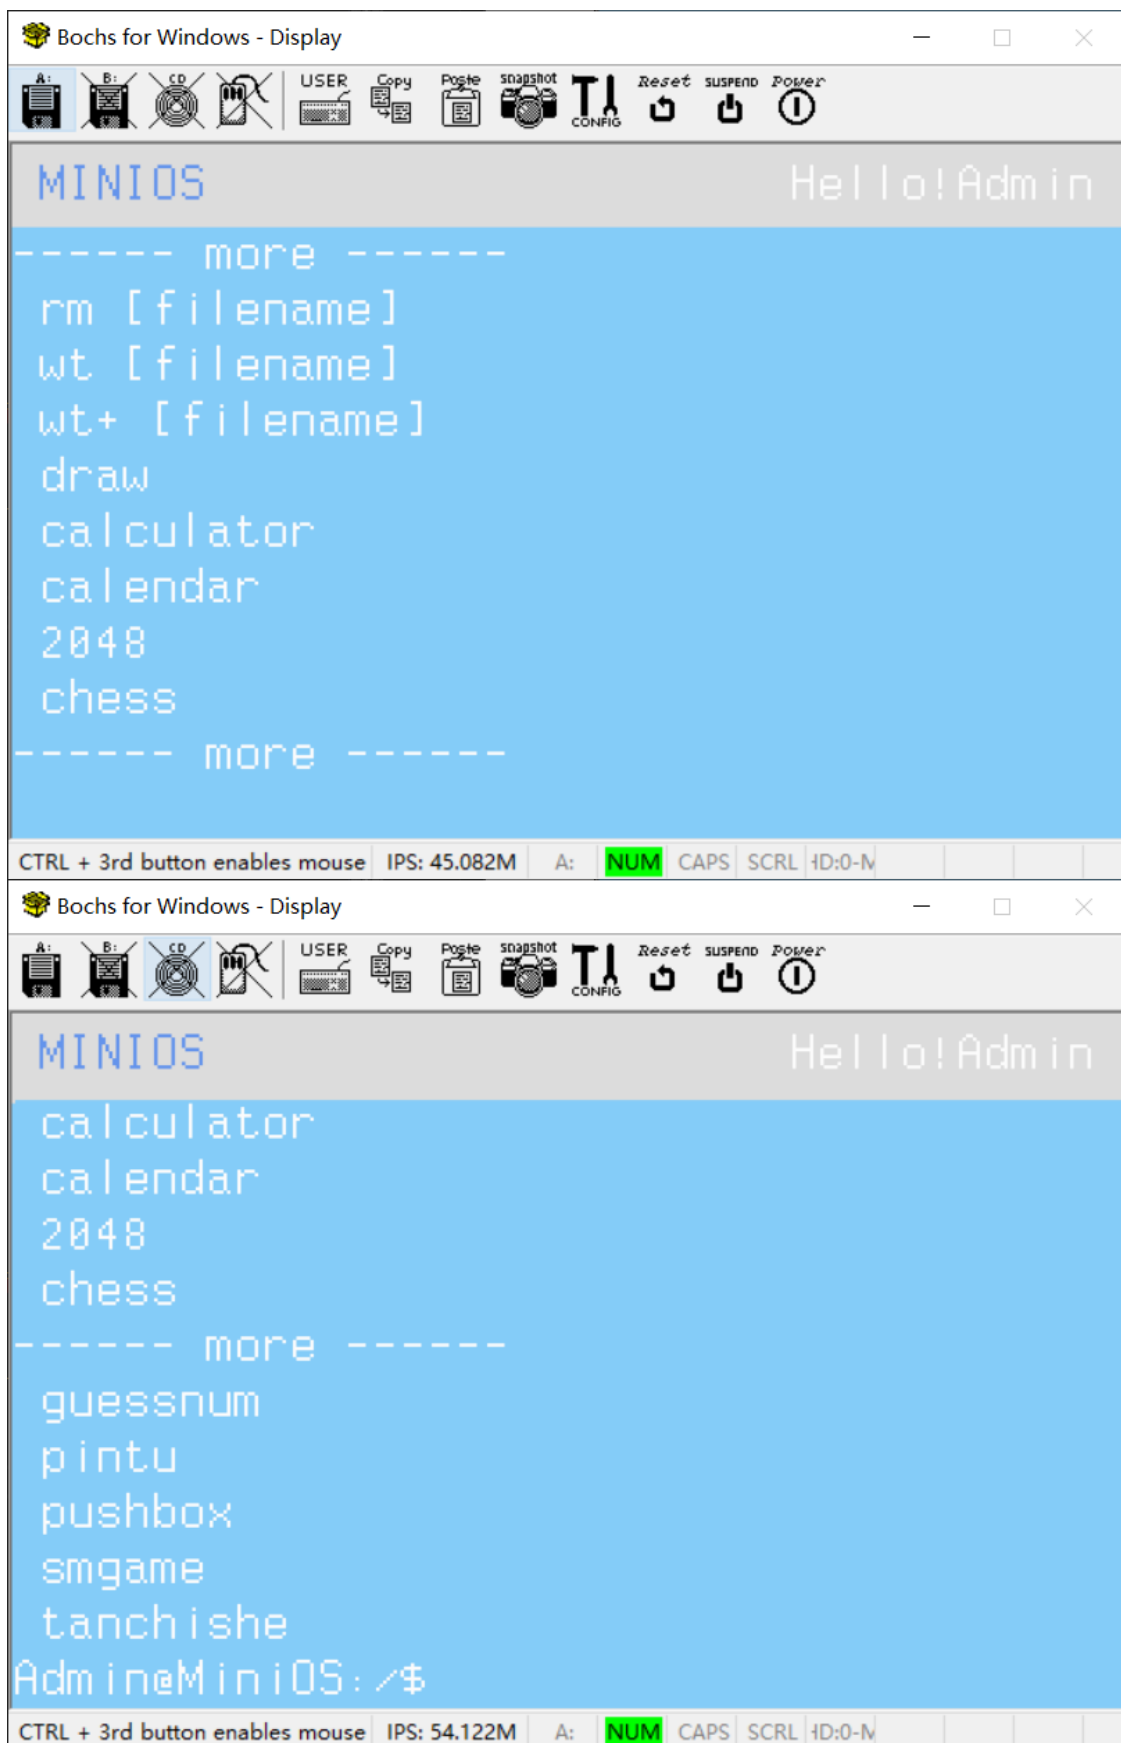 Bochs for Windows - Display
A: B: CD USER Copy Paste snapshot CONFIG Reset SUSPEND Power
MINIOS Hello!Admin
------ more ------
rm [filename]
wt [filename]
wt+ [filename]
draw
calculator
calendar
2048
chess
------ more ------
CTRL + 3rd button enables mouse IPS: 45.082M A: NUM CAPS SCRL HD:0-M
Bochs for Windows - Display
A: B: CD USER Copy Paste snapshot CONFIG Reset SUSPEND Power
MINIOS Hello!Admin
calculator
calendar
2048
chess
------ more ------
guessnum
pintu
pushbox
smgame
tanchishe
Admin@MiniOS:/$
CTRL + 3rd button enables mouse IPS: 54.122M A: NUM CAPS SCRL HD:0-M